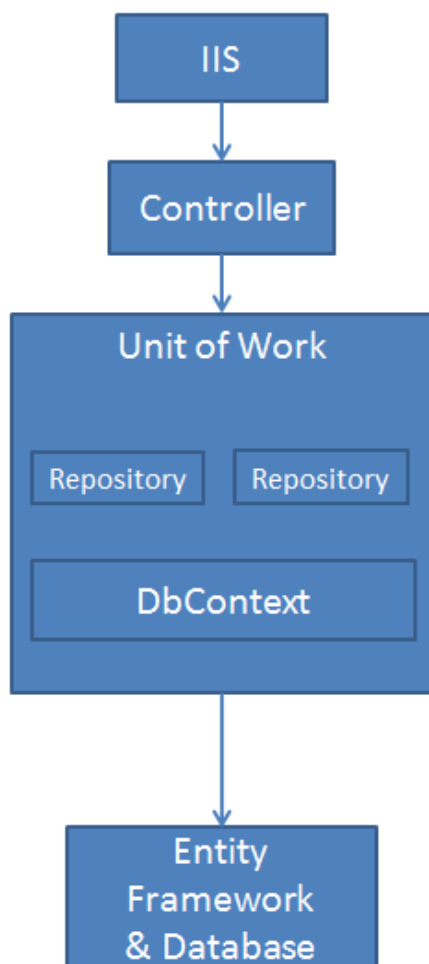 IIS
Controller
Unit of Work
Repository Repository
DbContext
Entity
Framework
& Database